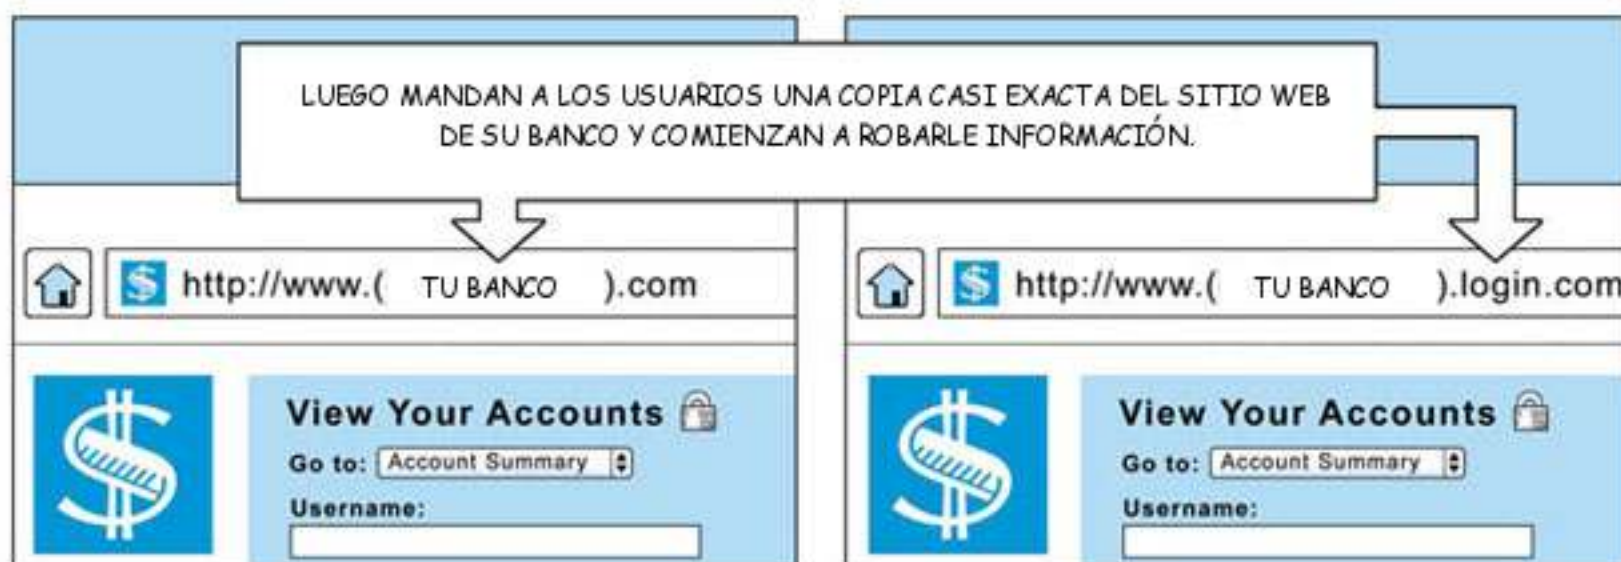 LUEGO MANDAN A LOS USUARIOS UNA COPIA CASI EXACTA DEL SITIO WEB
DE SU BANCO Y COMIENZAN A ROBARLE INFORMACIÓN.
http://www.( TU BANCO ).com
View Your Accounts
Go to: Account Summary
Username:
http://www.( TU BANCO ).login.com
View Your Accounts
Go to: Account Summary
Username: